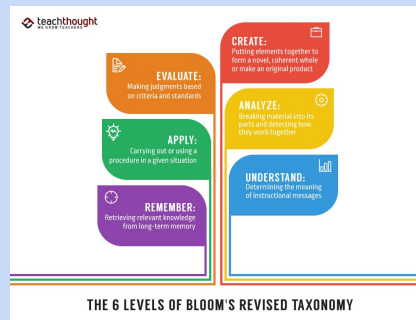 teachthought
WE GROW TEACHERS
CREATE:
Putting elements together to
form a novel, coherent whole
or make an original product
EVALUATE:
Making judgments based
on criteria and standards
ANALYZE:
Breaking material into its
parts and detecting how
they work together
APPLY:
Carrying out or using a
procedure in a given situation
UNDERSTAND:
Determining the meaning
of instructional messages
REMEMBER:
Retrieving relevant knowledge
from long-term memory
THE 6 LEVELS OF BLOOM'S REVISED TAXONOMY